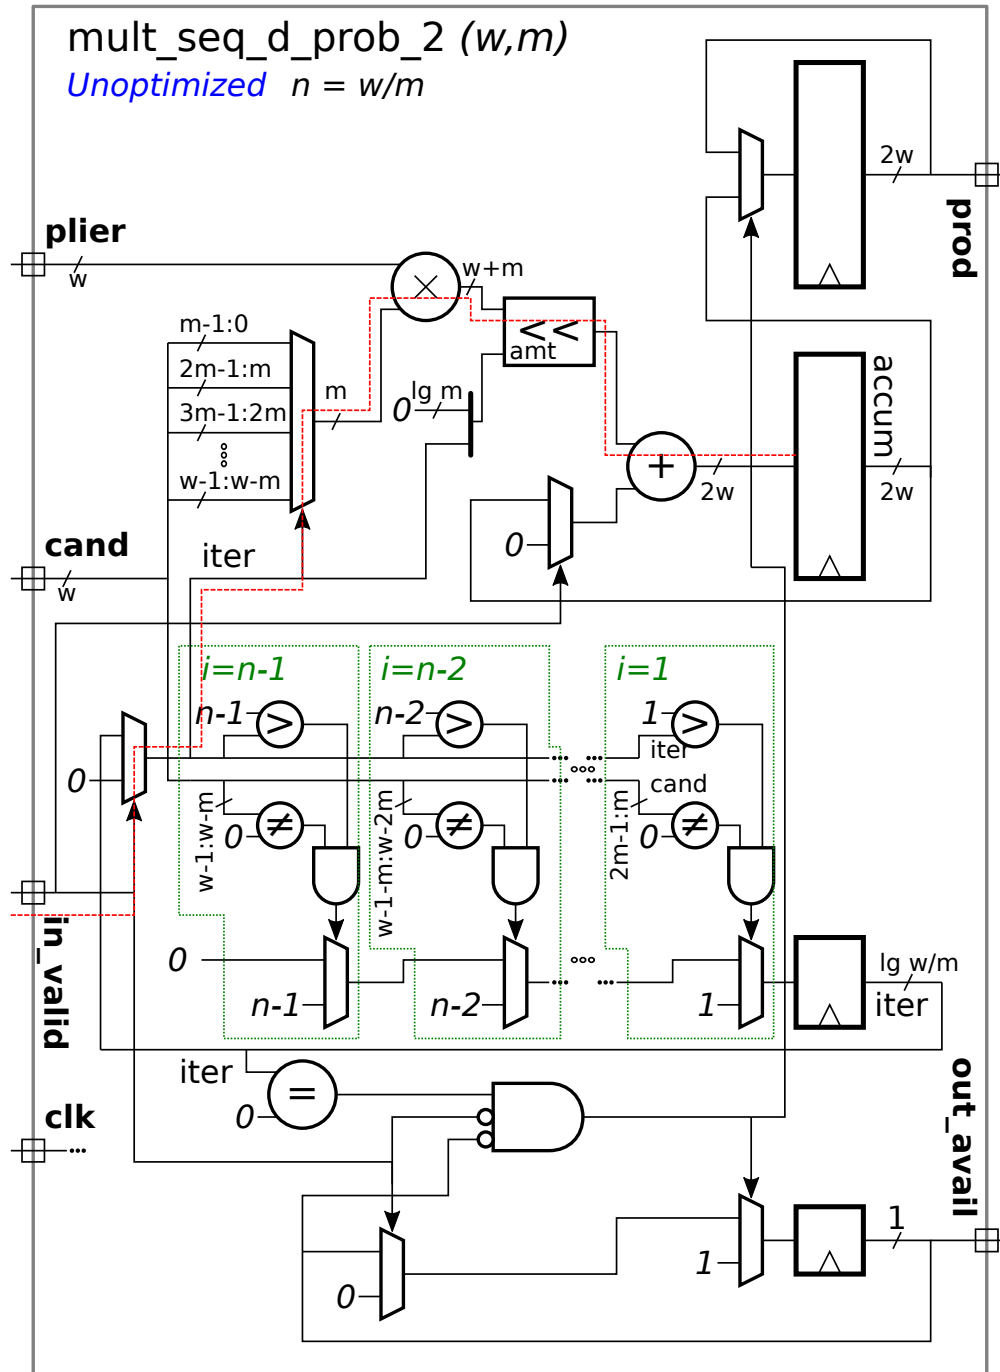 mult_seq_d_prob_2 (w,m)
Unoptimized n = w/m
2w
prod
plier
w
w+m
m-1:0
2m-1:m
3m-1:2m
w-1:w-m
m
<<
amt
0
lg m
accum
+
2w
2w
cand
w
iter
0
i=n-1
i=n-2
i=1
n-1
>
n-2
>
1
>
iter
0
cand
w-1:w-m
0
≠
w-1-m:w-2m
0
≠
2m-1:m
0
≠
in_valid
0
n-1
n-2
1
lg w/m
iter
iter
=
0
clk
out_avail
1
1
0